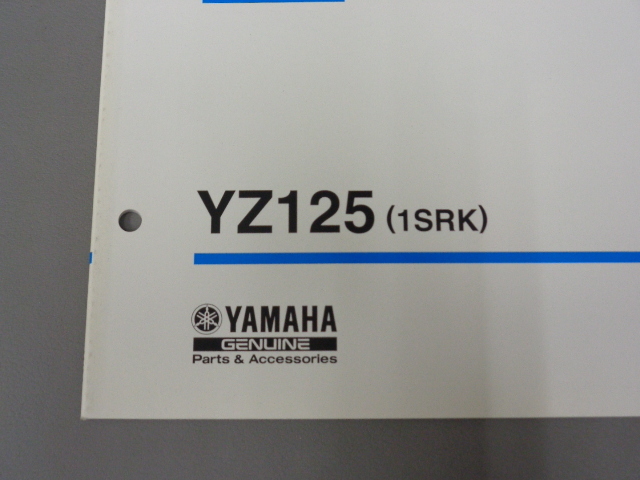 YZ125 (1SRK)
YAMAHA
GENUINE
Parts & Accessories